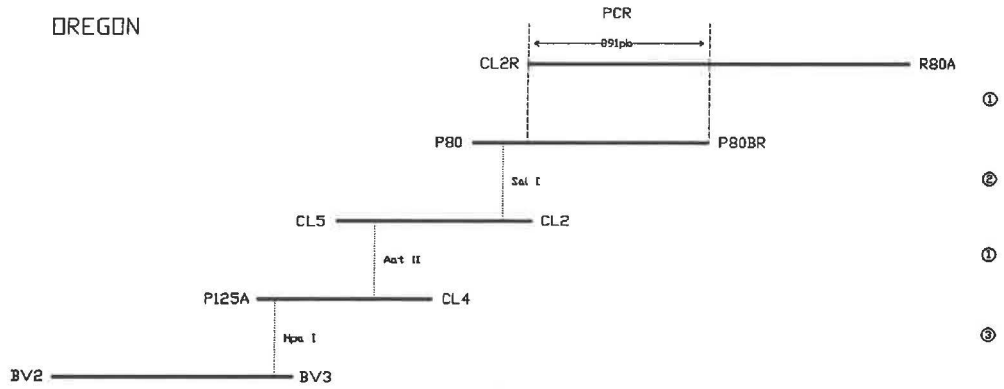 OREGON
PCR
891pb
CL2R R80A
①
P80 P80BR
Sal I ②
CL5 CL2
Aat II ①
P125A CL4
Hpa I ③
BV2 BV3